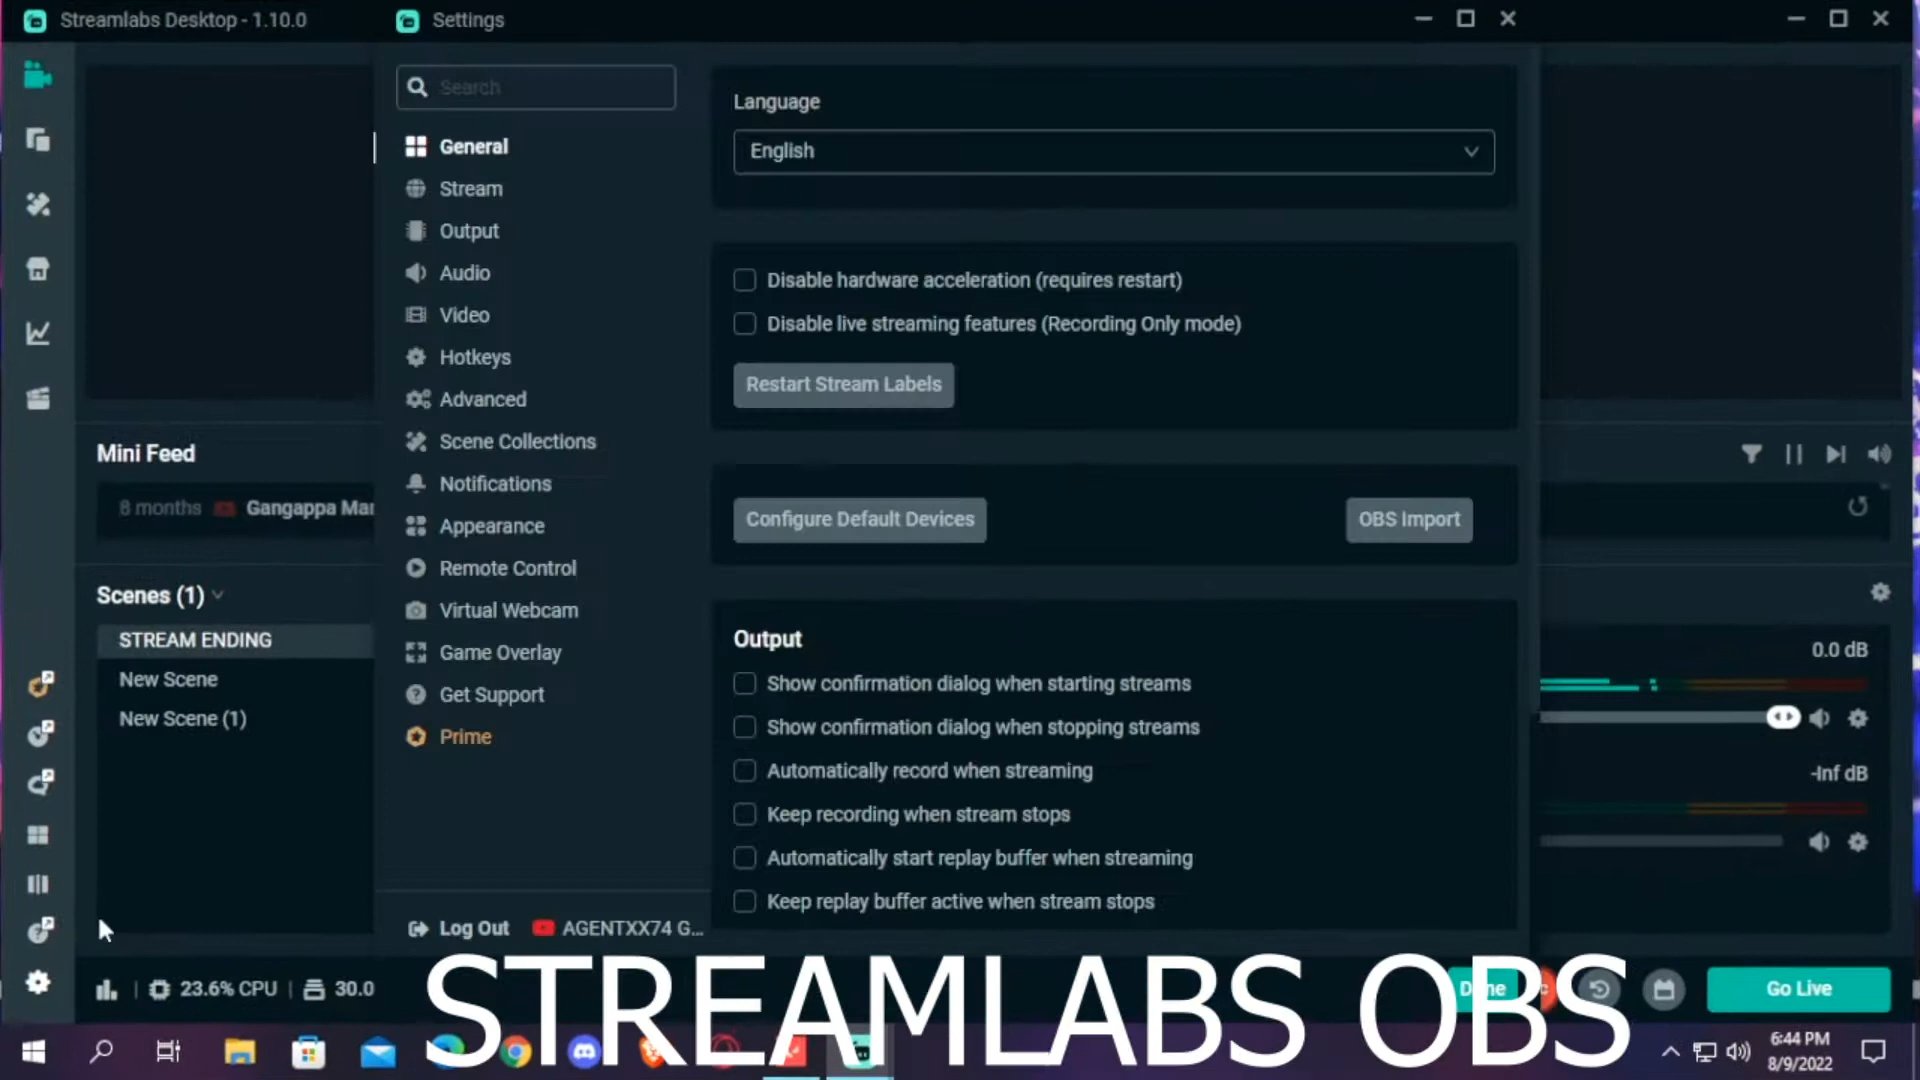 Streamlabs Desktop - 1.10.0
Settings
Search
General
Stream
Output
Audio
Video
Hotkeys
Advanced
Scene Collections
Notifications
Appearance
Remote Control
Virtual Webcam
Game Overlay
Get Support
Prime
Log Out
AGENTXX74 G...
Language
English
Disable hardware acceleration (requires restart)
Disable live streaming features (Recording Only mode)
Restart Stream Labels
Configure Default Devices
OBS Import
Output
Show confirmation dialog when starting streams
Show confirmation dialog when stopping streams
Automatically record when streaming
Keep recording when stream stops
Automatically start replay buffer when streaming
Keep replay buffer active when stream stops
Mini Feed
8 months Gangappa Mar
Scenes (1)
STREAM ENDING
New Scene
New Scene (1)
0.0 dB
-Inf dB
23.6% CPU
30.0
Done
Go Live
STREAMLABS OBS
6:44 PM
8/9/2022